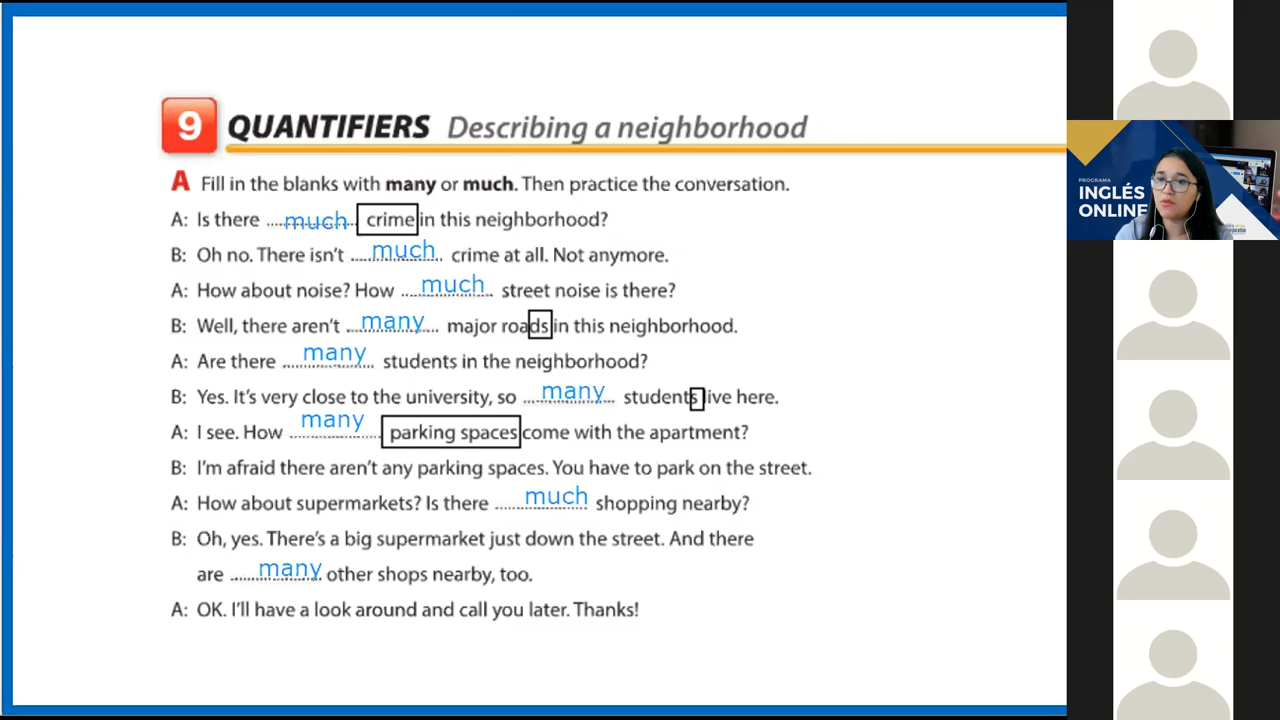 9 QUANTIFIERS Describing a neighborhood
A Fill in the blanks with many or much. Then practice the conversation.
A: Is there much crime in this neighborhood?
B: Oh no. There isn't much crime at all. Not anymore.
A: How about noise? How much street noise is there?
B: Well, there aren't many major roads in this neighborhood.
A: Are there many students in the neighborhood?
B: Yes. It's very close to the university, so many students live here.
A: I see. How many parking spaces come with the apartment?
B: I'm afraid there aren't any parking spaces. You have to park on the street.
A: How about supermarkets? Is there much shopping nearby?
B: Oh, yes. There's a big supermarket just down the street. And there
are many other shops nearby, too.
A: OK. I'll have a look around and call you later. Thanks!
PROGRAMA
INGLÉS
ONLINE